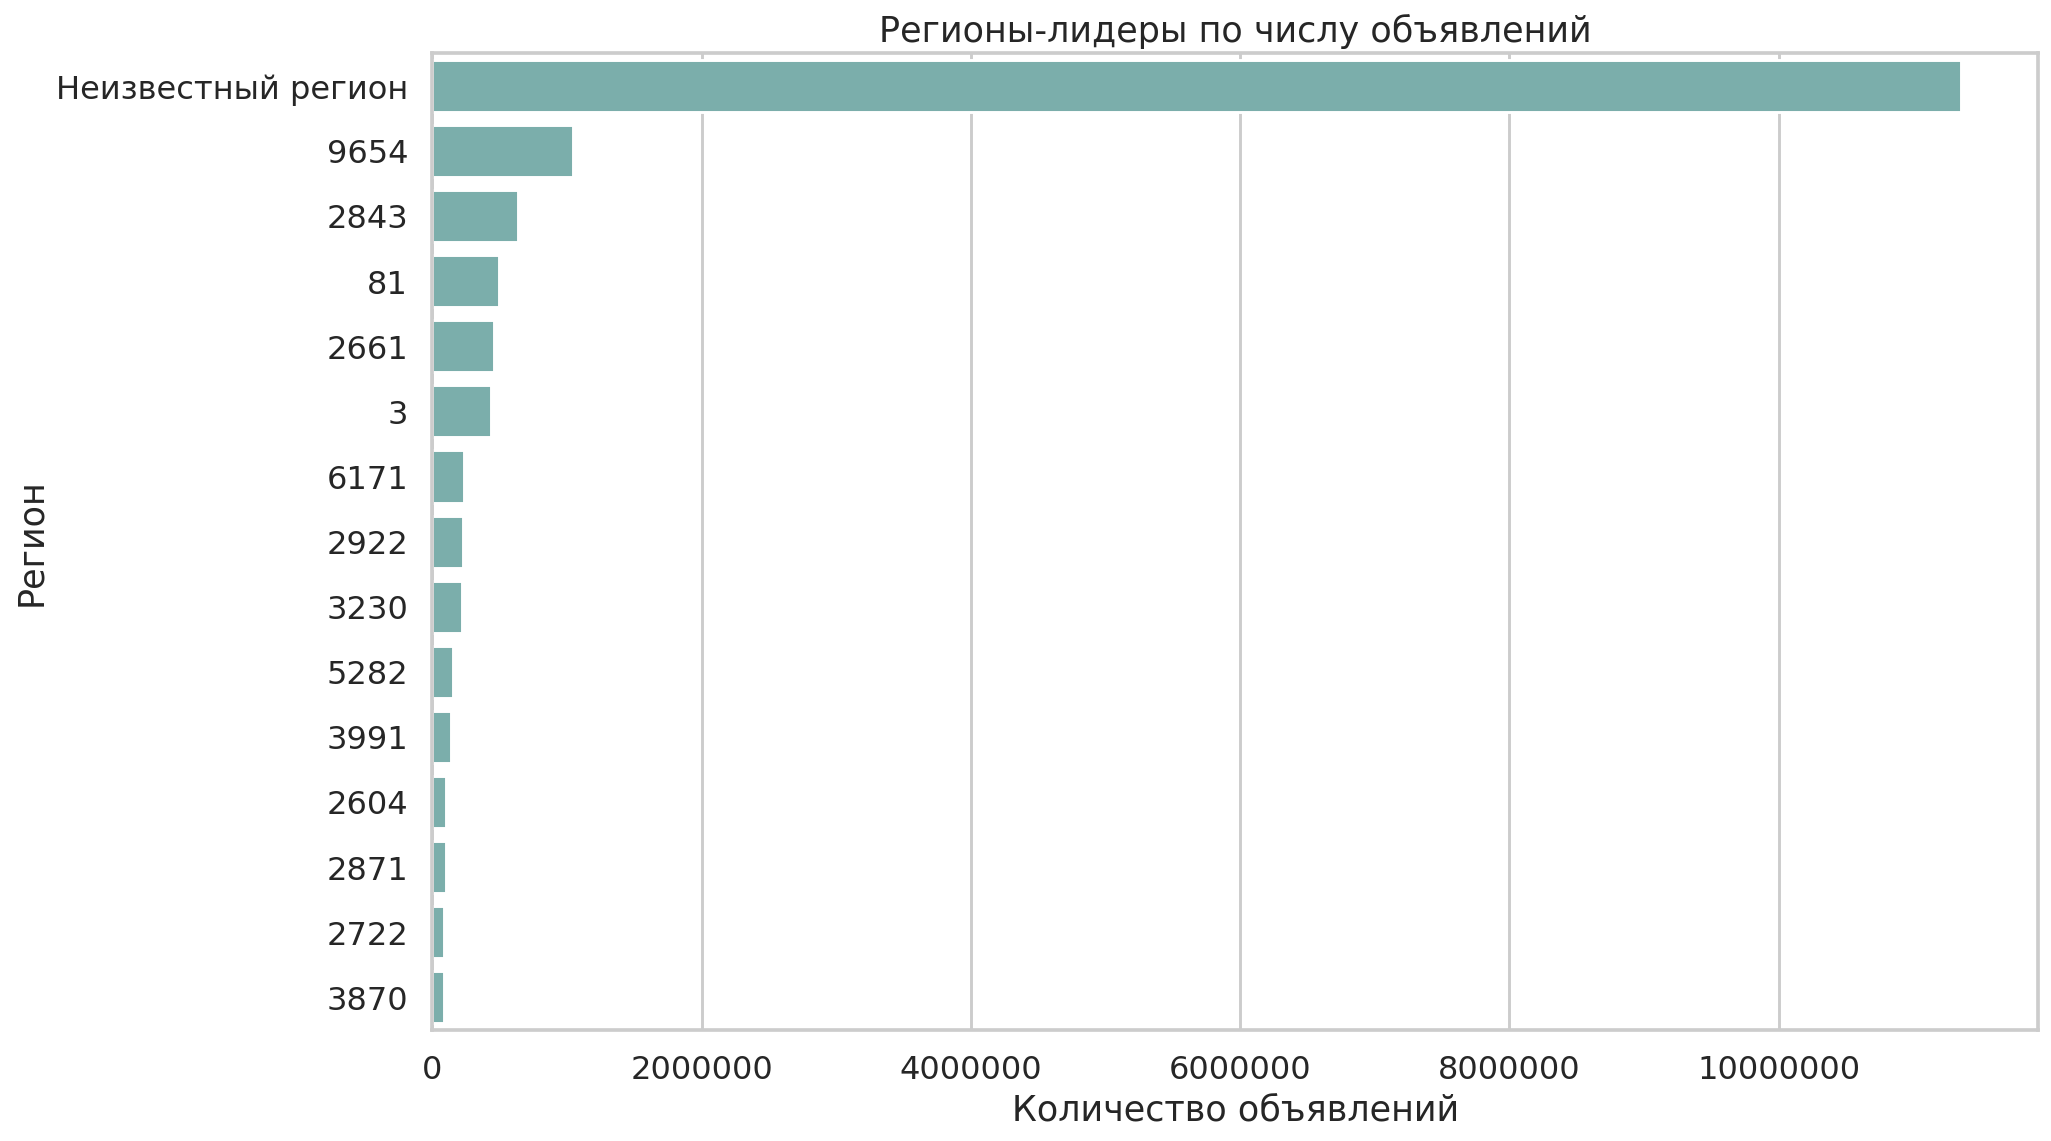 Регионы-лидеры по числу объявлений
Неизвестный регион
9654
2843
81
2661
3
6171
2922
3230
5282
3991
2604
2871
2722
3870
Регион
0 2000000 4000000 6000000 8000000 10000000
Количество объявлений